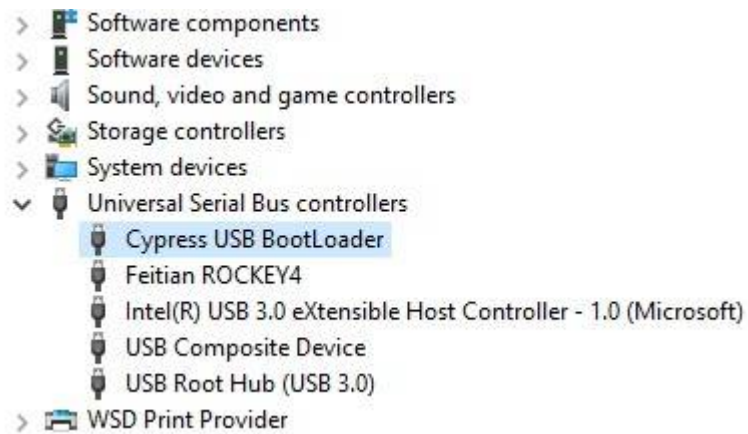 Software components
Software devices
Sound, video and game controllers
Storage controllers
System devices
Universal Serial Bus controllers
Cypress USB BootLoader
Feitian ROCKEY4
Intel(R) USB 3.0 eXtensible Host Controller - 1.0 (Microsoft)
USB Composite Device
USB Root Hub (USB 3.0)
WSD Print Provider